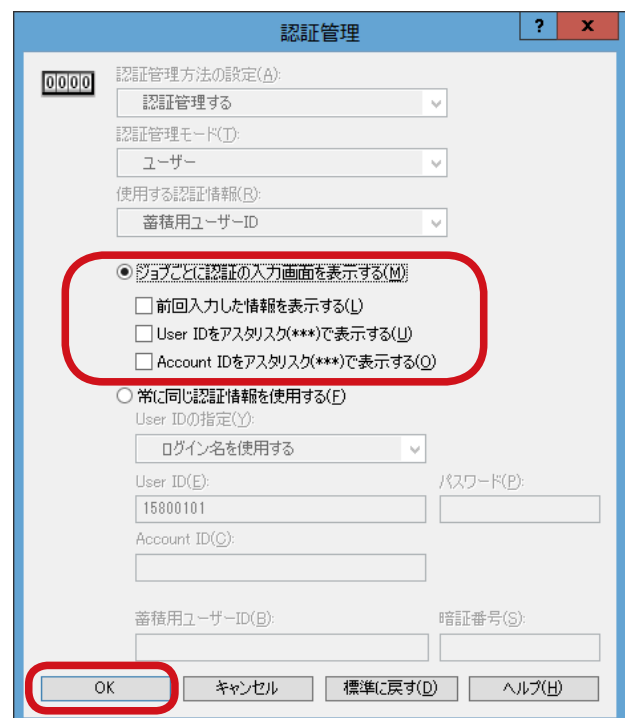 認証管理
?
x
0000
認証管理方法の設定(A):
認証管理する
認証管理モード(T):
ユーザー
使用する認証情報(R):
蓄積用ユーザーID
ジョブごとに認証の入力画面を表示する(M)
前回入力した情報を表示する(L)
User IDをアスタリスク(***)で表示する(U)
Account IDをアスタリスク(***)で表示する(O)
常に同じ認証情報を使用する(F)
User IDの指定(Y):
ログイン名を使用する
User ID(E): パスワード(P):
15800101
Account ID(C):
蓄積用ユーザーID(B): 暗証番号(S):
OK キャンセル 標準に戻す(D) ヘルプ(H)